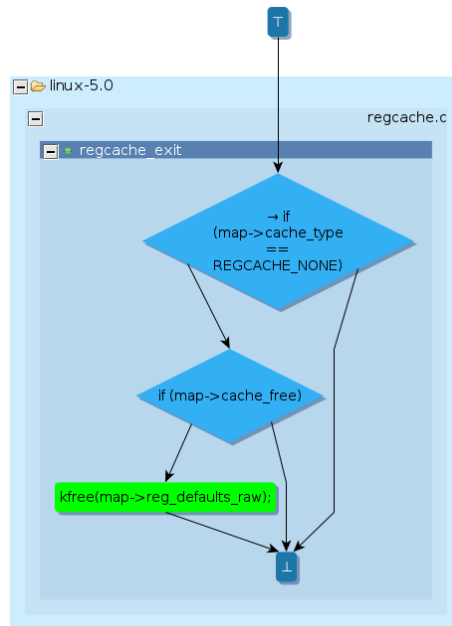 ⊤
linux-5.0
regcache.c
regcache_exit
→ if
(map->cache_type
==
REGCACHE_NONE)
if (map->cache_free)
kfree(map->reg_defaults_raw);
⊥